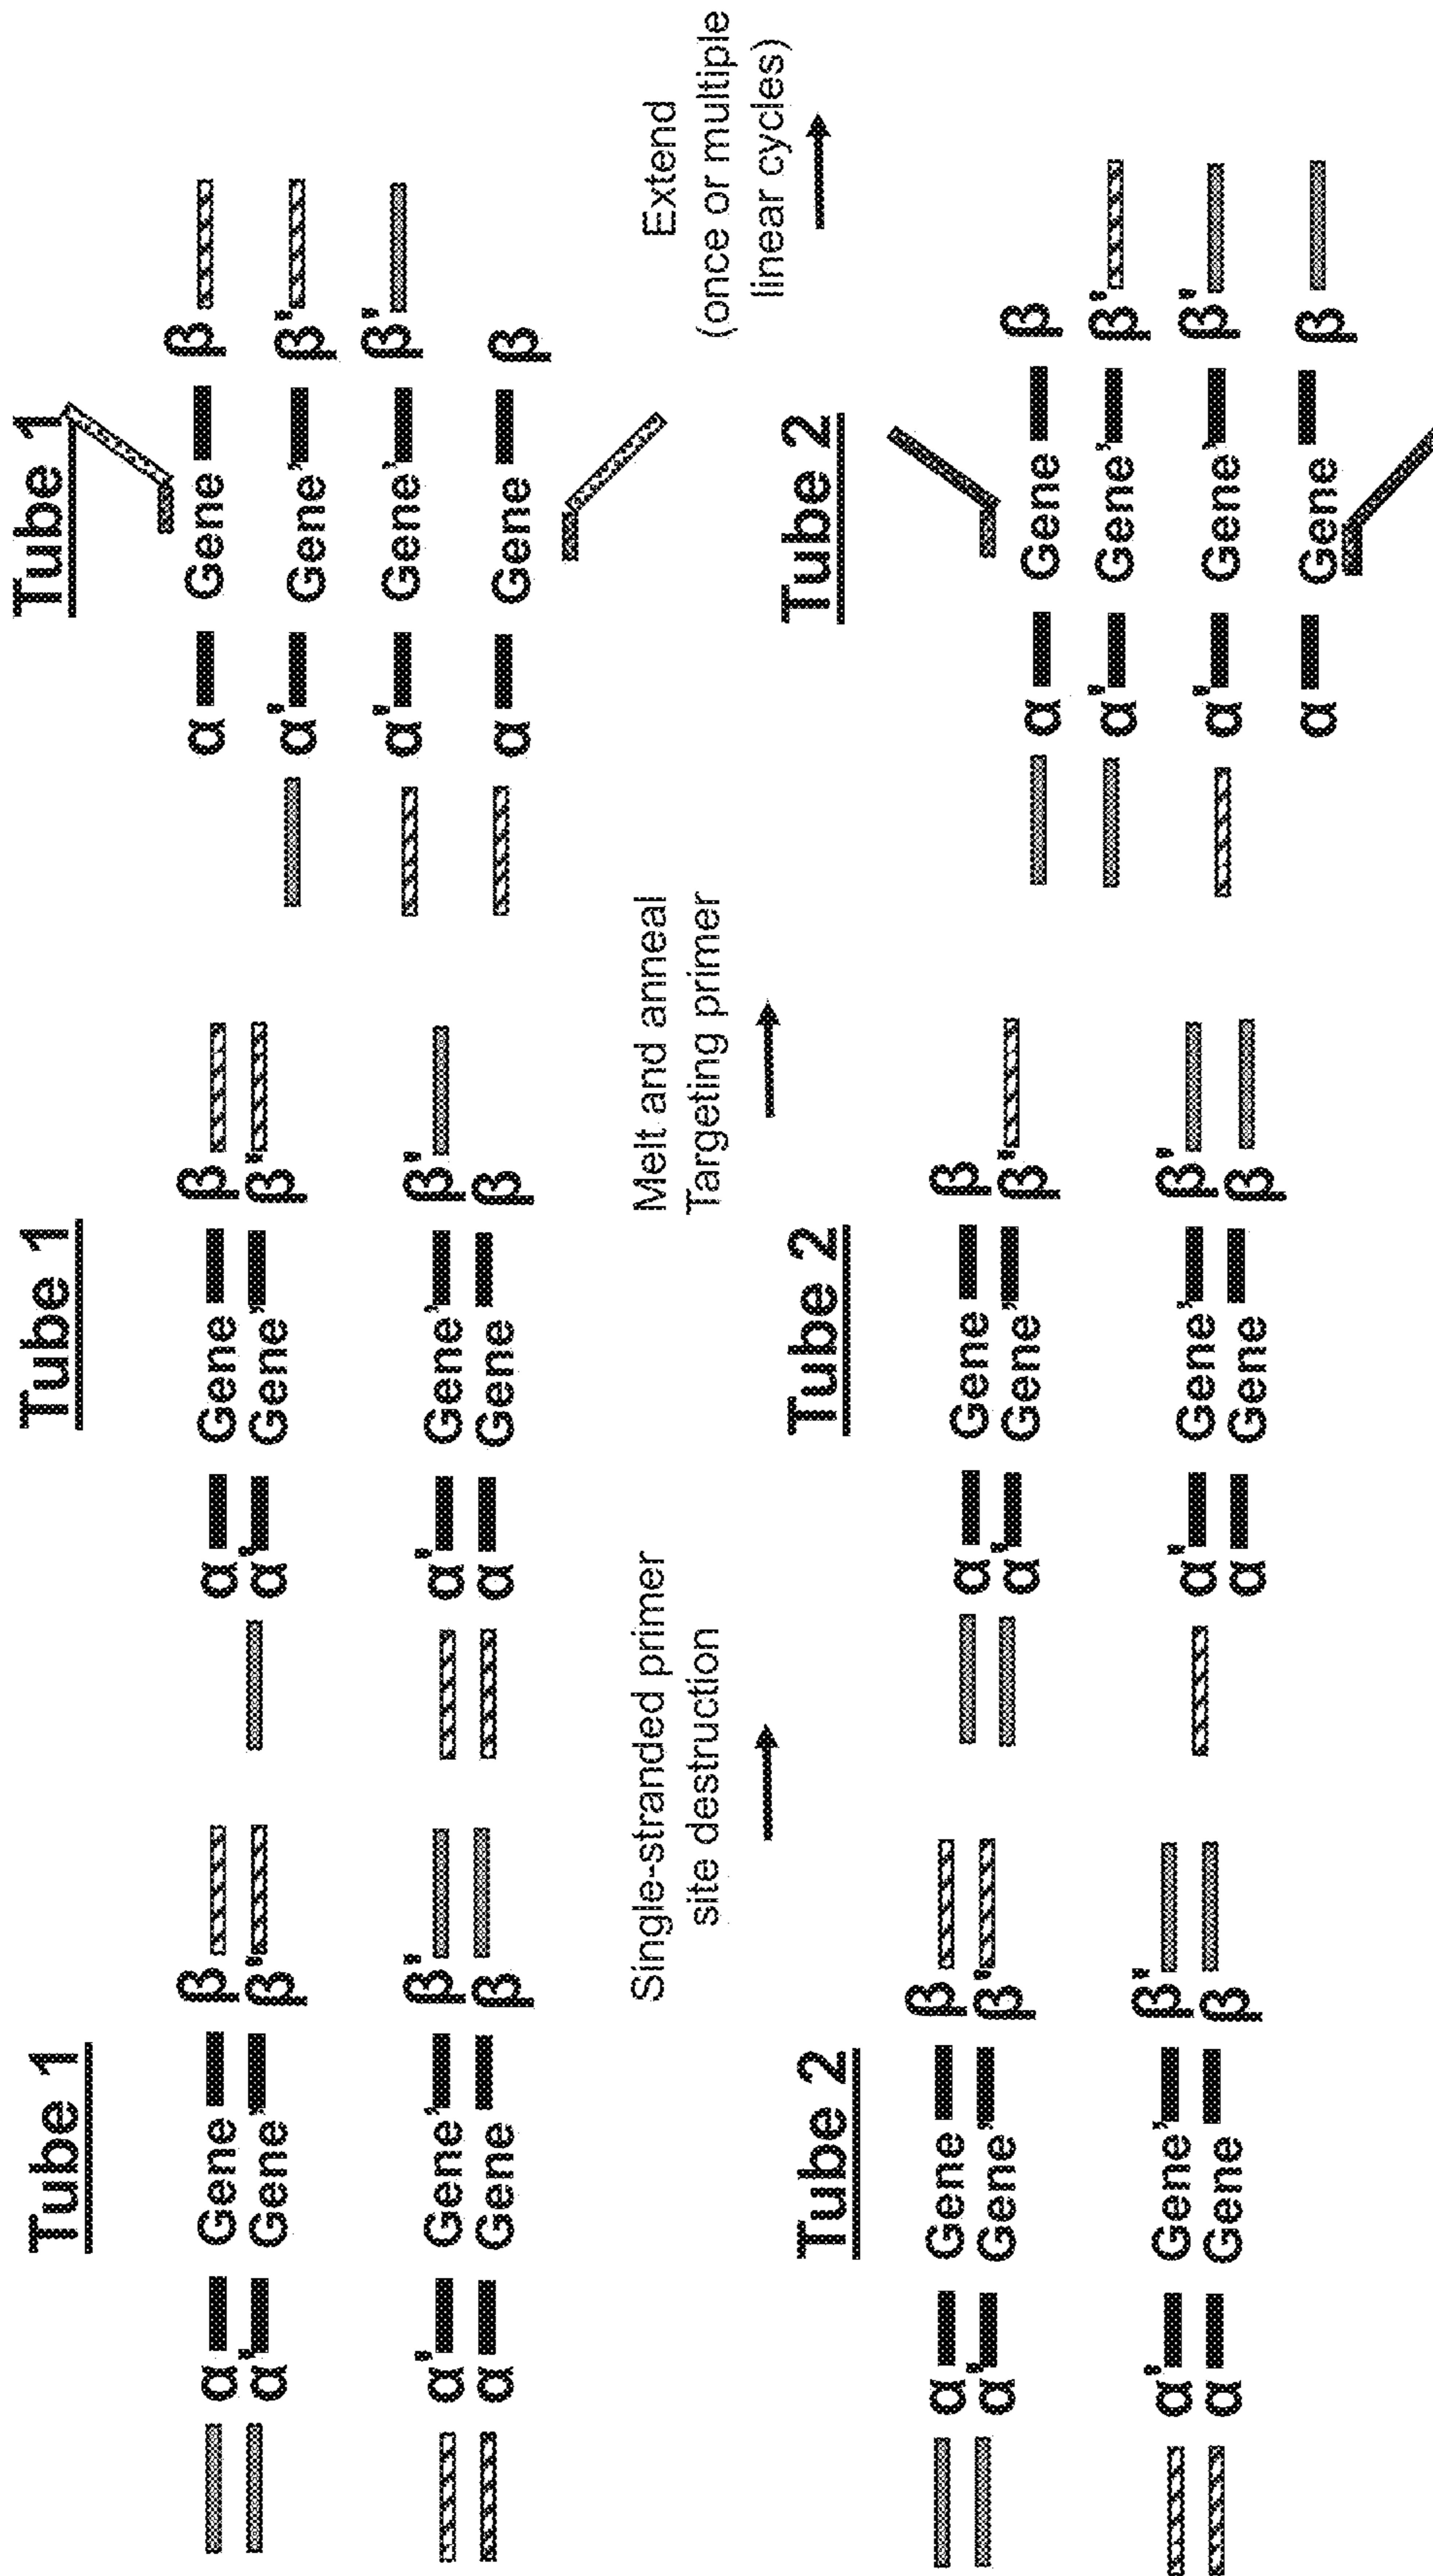 Tube 1
α Gene β
α' Gene' β'
α' Gene' β'
α Gene β
Tube 2
α Gene β
α' Gene' β'
α' Gene' β'
α Gene β
Single-stranded primer
site destruction
Tube 1
α Gene β
α' Gene' β'
α' Gene' β'
α Gene β
Tube 2
α Gene β
α' Gene' β'
α' Gene' β'
α Gene β
Melt and anneal
Targeting primer
Tube 1
α Gene β
α' Gene' β'
α' Gene' β'
α Gene β
Tube 2
α Gene β
α' Gene' β'
α' Gene' β'
α Gene β
Extend
(once or multiple
linear cycles)